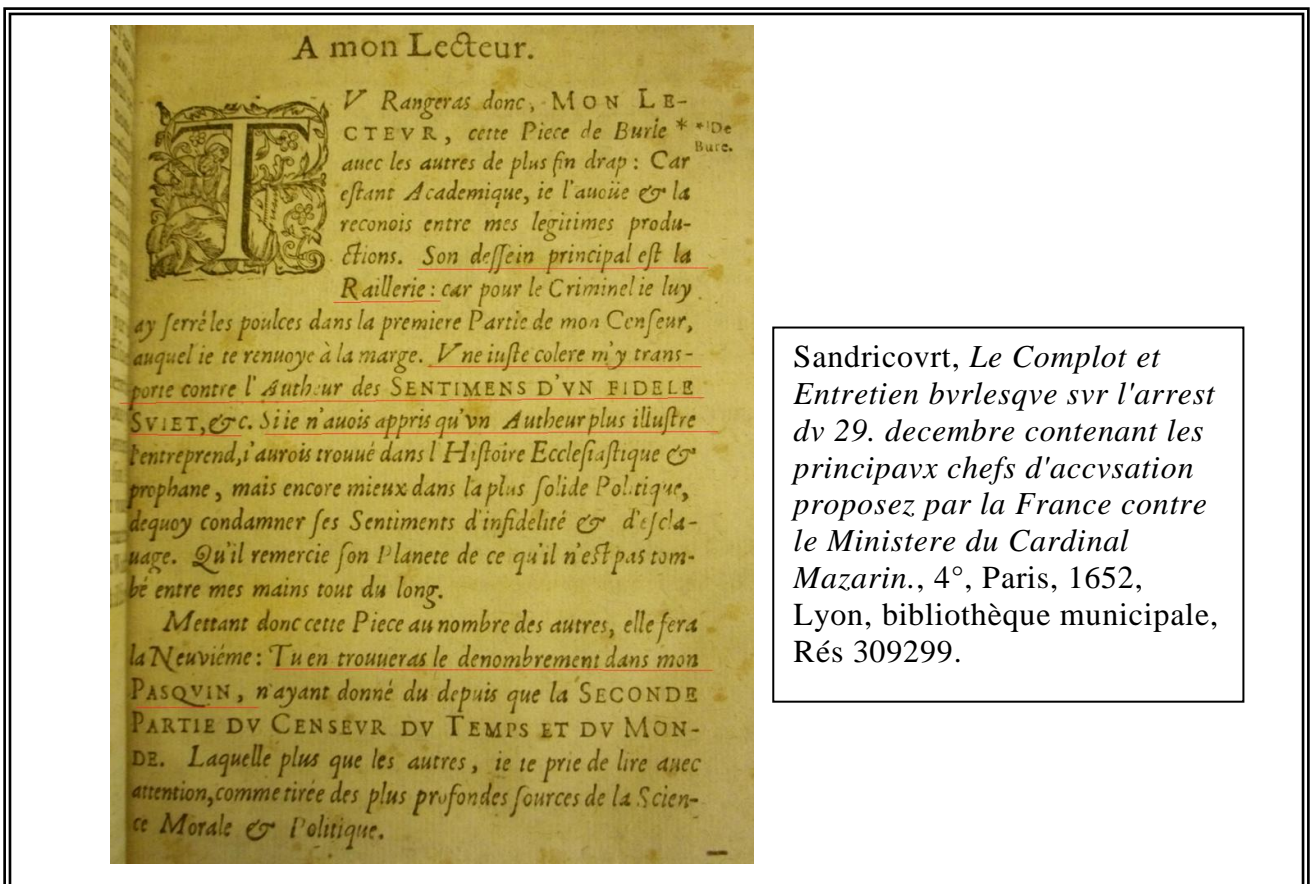 A mon Lecteur.
TV Rangeras donc, MON LE-
CTEVR, cette Piece de Burle *
*De
Bure.
auec les autres de plus fin drap : Car
estant Academique, ie l'auoüe & la
reconois entre mes legitimes produ-
ctions. Son dessein principal est la
Raillerie : car pour le Criminel ie luy
ay serré les poulces dans la premiere Partie de mon Censeur,
auquel ie te renuoye à la marge. Vne iuste colere m'y trans-
porte contre l'Autheur des SENTIMENS D'VN FIDELE
SVIET, &c. Si ie n'auois appris qu'vn Autheur plus illustre
l'entreprend, i'aurois trouué dans l'Histoire Ecclesiastique &
prophane, mais encore mieux dans la plus solide Politique,
dequoy condamner ses Sentiments d'infidelité & d'escla-
uage. Qu'il remercie son Planete de ce qu'il n'est pas tom-
bé entre mes mains tout du long.
Mettant donc cette Piece au nombre des autres, elle sera
la Neuviéme : Tu en trouueras le denombrement dans mon
PASQVIN, n'ayant donné du depuis que la SECONDE
PARTIE DV CENSEVR DV TEMPS ET DV MON-
DE. Laquelle plus que les autres, ie te prie de lire auec
attention, comme tirée des plus profondes sources de la Scien-
ce Morale & Politique.
Sandricovrt, Le Complot et
Entretien bvrlesqve svr l'arrest
dv 29. decembre contenant les
principavx chefs d'accvsation
proposez par la France contre
le Ministere du Cardinal
Mazarin., 4°, Paris, 1652,
Lyon, bibliothèque municipale,
Rés 309299.